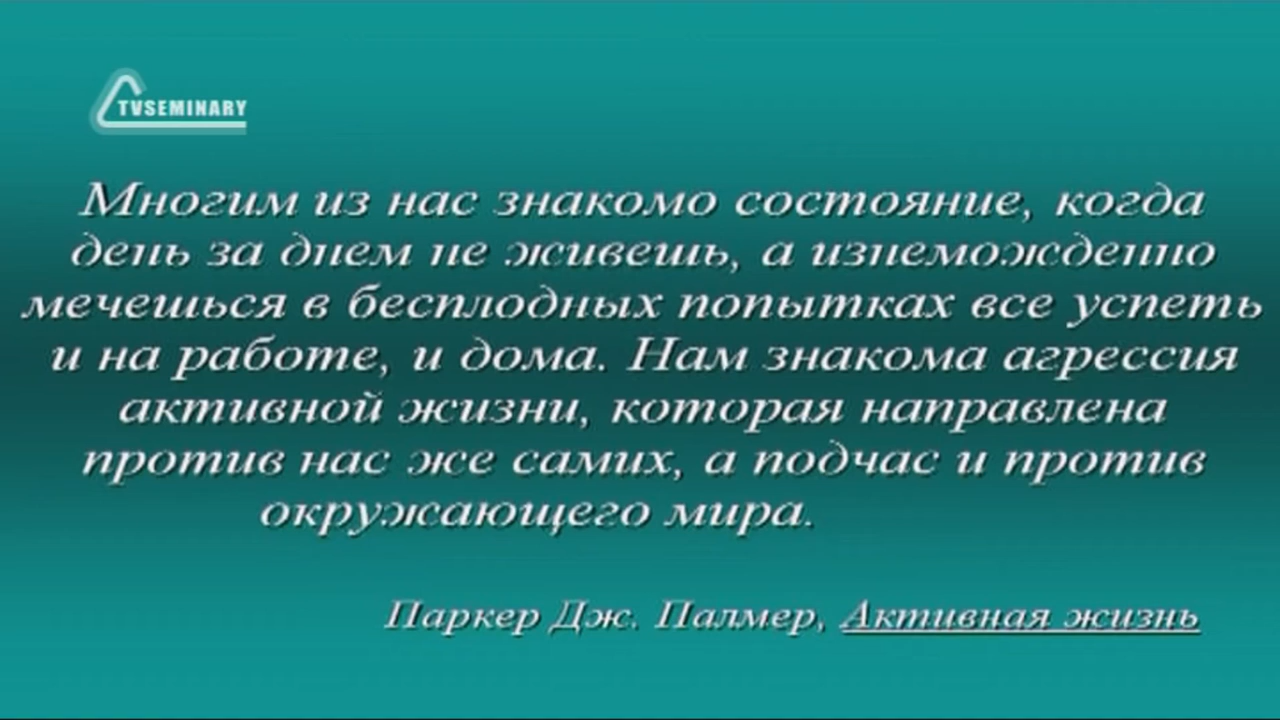 TVSEMINARY
Многим из нас знакомо состояние, когда
день за днем не живешь, а изнеможденно
мечешься в бесплодных попытках все успеть
и на работе, и дома. Нам знакома агрессия
активной жизни, которая направлена
против нас же самих, а подчас и против
окружающего мира.
Паркер Дж. Палмер, Активная жизнь